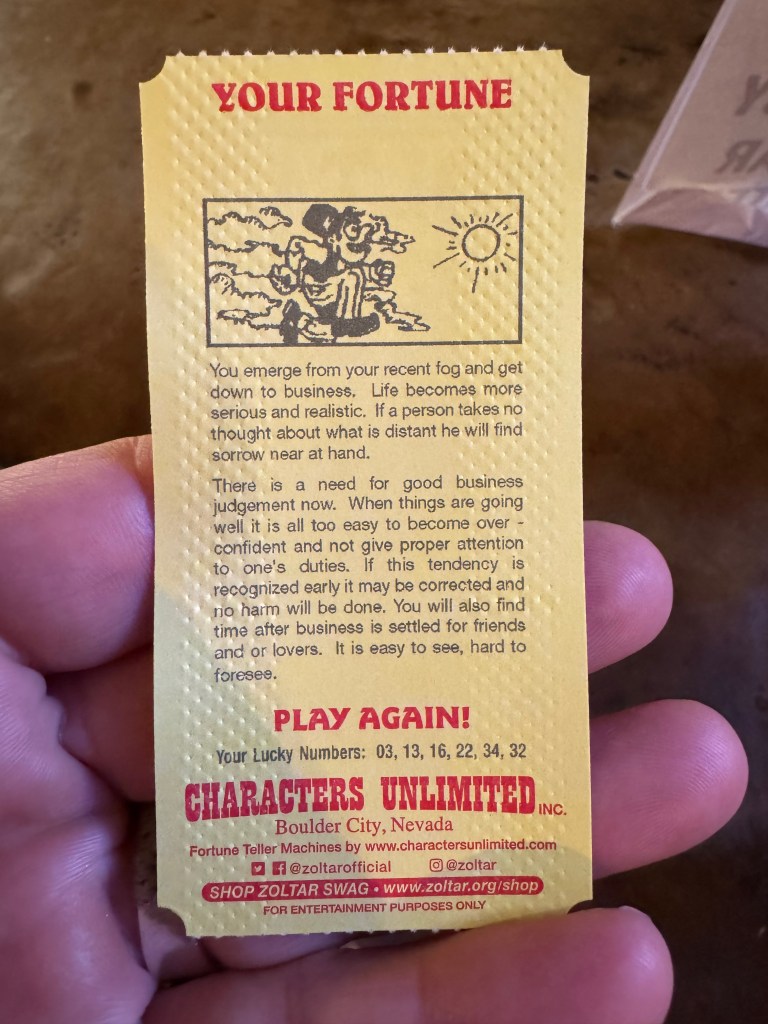 YOUR FORTUNE
You emerge from your recent fog and get
down to business. Life becomes more
serious and realistic. If a person takes no
thought about what is distant he will find
sorrow near at hand.
There is a need for good business
judgement now. When things are going
well it is all too easy to become over -
confident and not give proper attention
to one's duties. If this tendency is
recognized early it may be corrected and
no harm will be done. You will also find
time after business is settled for friends
and or lovers. It is easy to see, hard to
foresee.
PLAY AGAIN!
Your Lucky Numbers: 03, 13, 16, 22, 34, 32
CHARACTERS UNLIMITED INC.
Boulder City, Nevada
Fortune Teller Machines by www.charactersunlimited.com
@zoltarofficial @zoltar
SHOP ZOLTAR SWAG • www.zoltar.org/shop
FOR ENTERTAINMENT PURPOSES ONLY